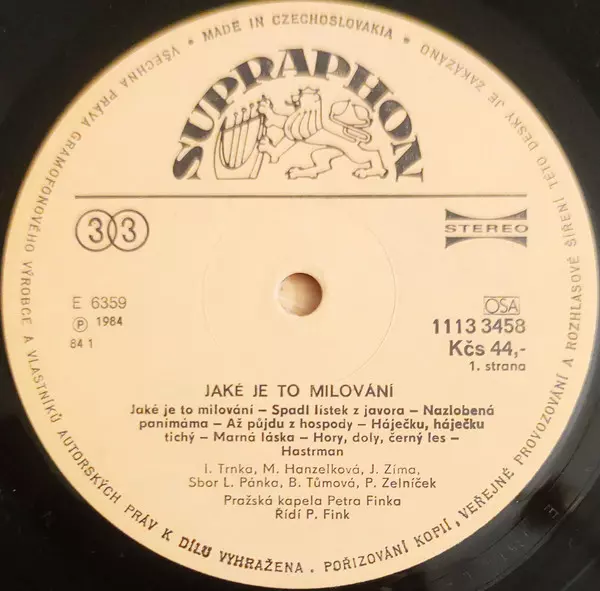 VŠECHNA PRÁVA GRAMOFONOVÉHO VÝROBCE A VLASTNÍKŮ AUTORSKÝCH PRÁV K DÍLU VYHRAŽENA • POŘIZOVÁNÍ KOPIÍ, VEŘEJNÉ PROVOZOVÁNÍ A ROZHLASOVÉ ŠÍŘENÍ TÉTO DESKY JE ZAKÁZÁNO
• MADE IN CZECHOSLOVAKIA •
SUPRAPHON
33
STEREO
E 6359
Ⓟ 1984
84 1
OSA
1113 3458
Kčs 44,-
1. strana
JAKÉ JE TO MILOVÁNÍ
Jaké je to milování – Spadl lístek z javora – Nazlobená
panímáma – Až půjdu z hospody – Háječku, háječku
tichý – Marná láska – Hory, doly, černý les –
Hastrman
I. Trnka, M. Hanzelková, J. Zíma,
Sbor L. Pánka, B. Tůmová, P. Zelníček
Pražská kapela Petra Finka
Řídí P. Fink